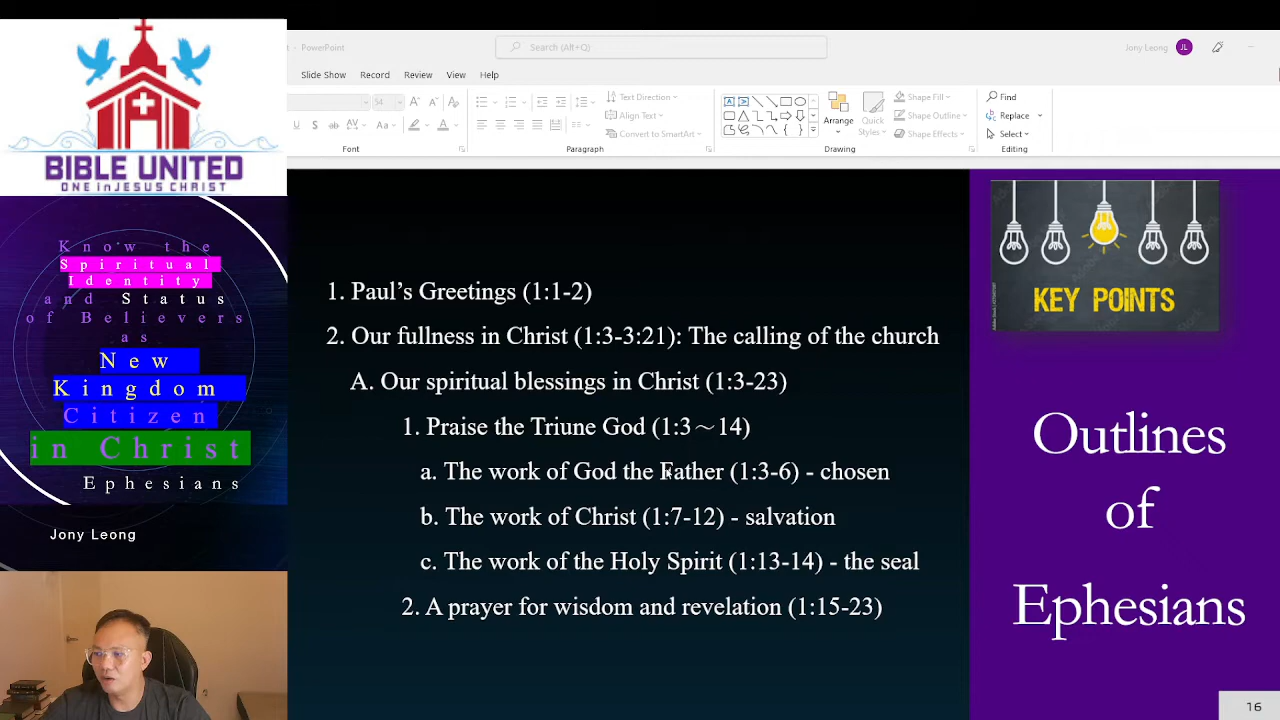 BIBLE UNITED
ONE in JESUS CHRIST
Know the
Spiritual
Identity
and Status
of Believers
as
New
Kingdom
Citizen
in Christ
Ephesians
Jony Leong
PowerPoint
Search (Alt+Q)
Jony Leong
JL
Slide Show
Record
Review
View
Help
34
Text Direction
Align Text
Convert to SmartArt
Arrange
Quick
Styles
Shape Fill
Shape Outline
Shape Effects
Find
Replace
Select
Font
Paragraph
Drawing
Editing
1. Paul's Greetings (1:1-2)
2. Our fullness in Christ (1:3-3:21): The calling of the church
A. Our spiritual blessings in Christ (1:3-23)
1. Praise the Triune God (1:3～14)
a. The work of God the Father (1:3-6) - chosen
b. The work of Christ (1:7-12) - salvation
c. The work of the Holy Spirit (1:13-14) - the seal
2. A prayer for wisdom and revelation (1:15-23)
KEY POINTS
Outlines
of
Ephesians
16